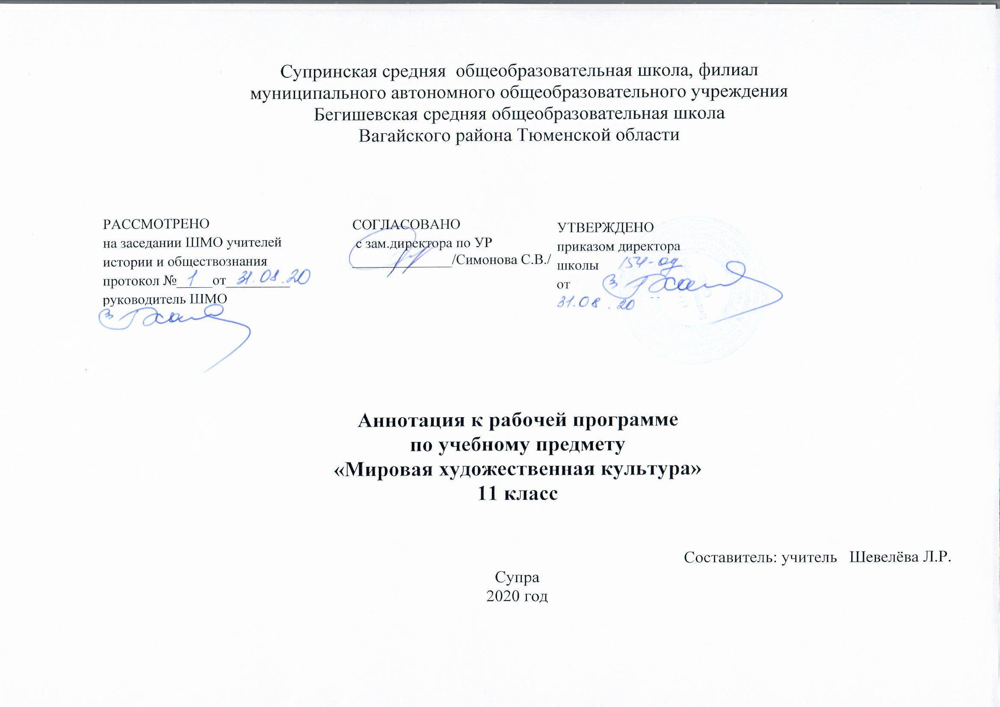 Супринская средняя общеобразовательная школа, филиал
муниципального автономного общеобразовательного учреждения
Бегишевская средняя общеобразовательная школа
Вагайского района Тюменской области
РАССМОТРЕНО
на заседании ШМО учителей
истории и обществознания
протокол № 1 от 31.08.20
руководитель ШМО
СОГЛАСОВАНО
с зам.директора по УР
/Симонова С.В./
УТВЕРЖДЕНО
приказом директора
школы 154-од
от
31.08.20
Аннотация к рабочей программе
по учебному предмету
«Мировая художественная культура»
11 класс
Составитель: учитель Шевелёва Л.Р.
Супра
2020 год